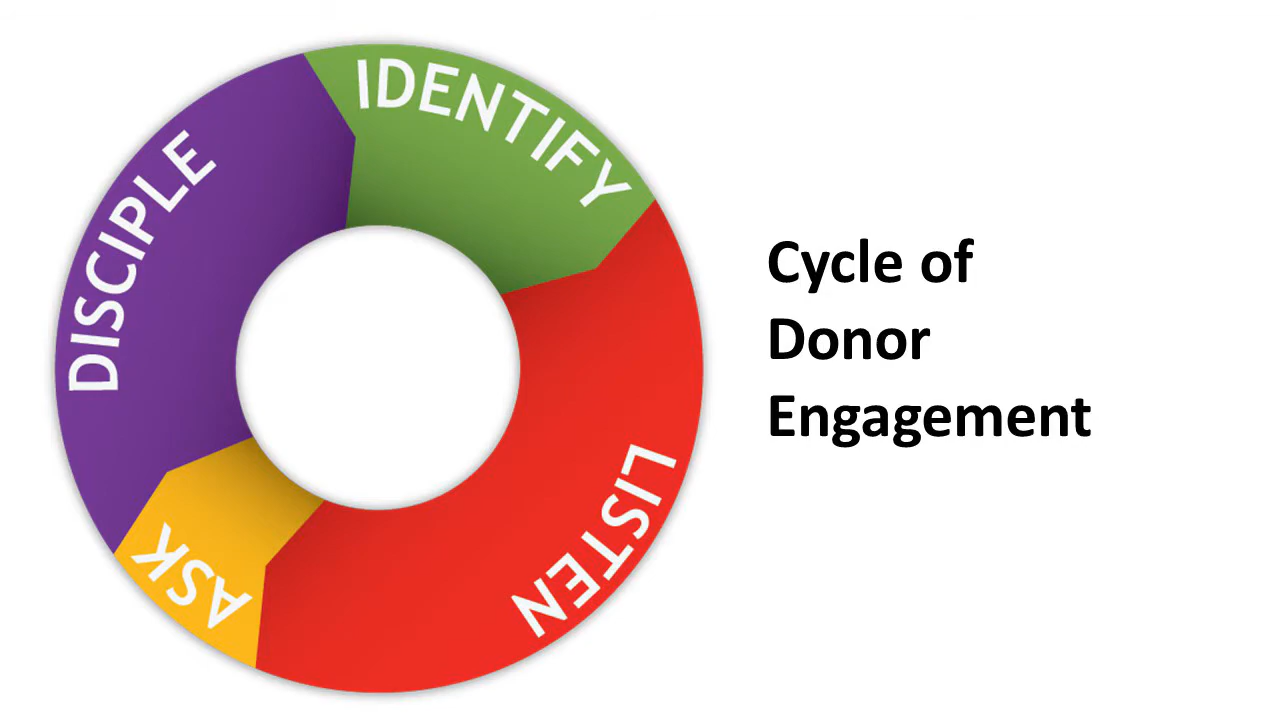 IDENTIFY
LISTEN
ASK
DISCIPLE
Cycle of
Donor
Engagement